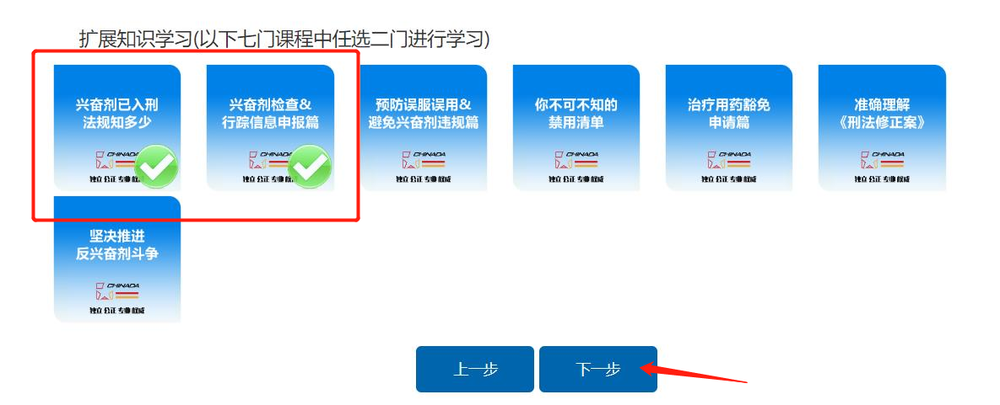 扩展知识学习(以下七门课程中任选二门进行学习)
兴奋剂已入刑
法规知多少
CHINADA
独立 公正 专业 权威
兴奋剂检查&
行踪信息申报篇
CHINADA
独立 公正 专业 权威
预防误服误用&
避免兴奋剂违规篇
CHINADA
独立 公正 专业 权威
你不可不知的
禁用清单
CHINADA
独立 公正 专业 权威
治疗用药豁免
申请篇
CHINADA
独立 公正 专业 权威
准确理解
《刑法修正案》
CHINADA
独立 公正 专业 权威
坚决推进
反兴奋剂斗争
CHINADA
独立 公正 专业 权威
上一步
下一步